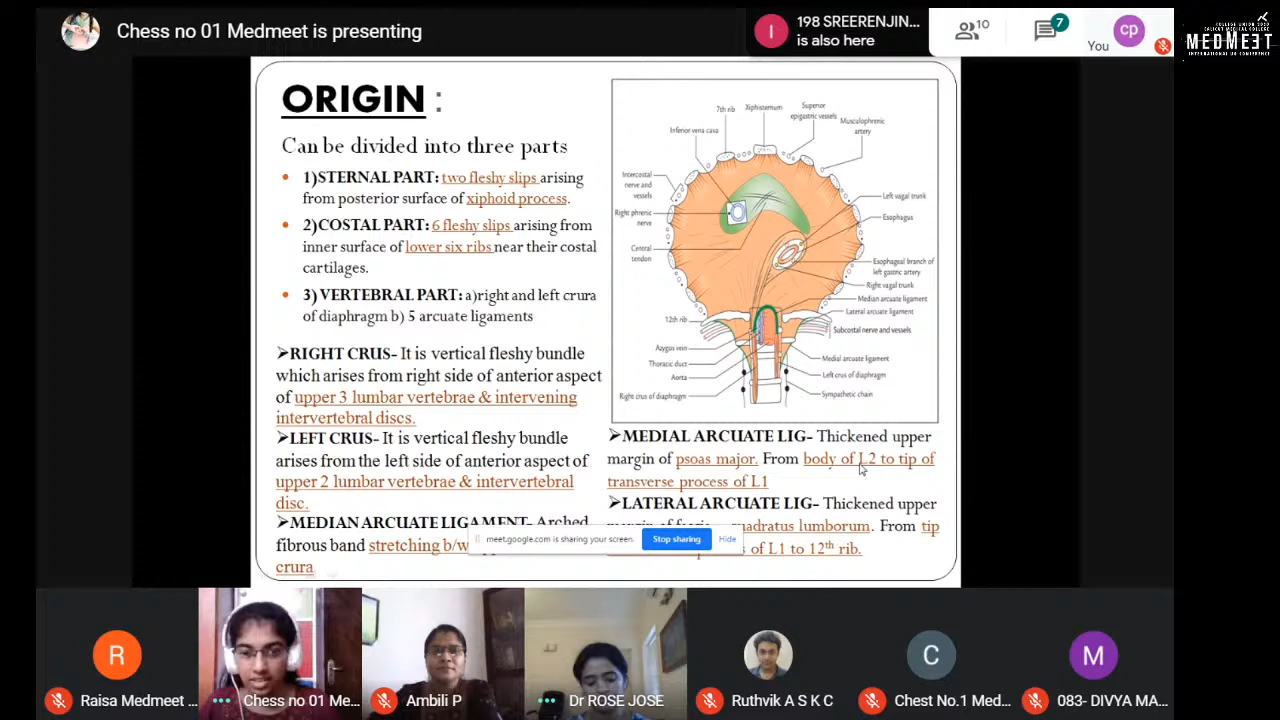 Chess no 01 Medmeet is presenting
198 SREERENJIN...
is also here
10
7
You
cp
MEDMEET
ORIGIN :
Can be divided into three parts
1)STERNAL PART: two fleshy slips arising
from posterior surface of xiphoid process.
2)COSTAL PART: 6 fleshy slips arising from
inner surface of lower six ribs near their costal
cartilages.
3) VERTEBRAL PART: a)right and left crura
of diaphragm b) 5 arcuate ligaments
➢RIGHT CRUS- It is vertical fleshy bundle
which arises from right side of anterior aspect
of upper 3 lumbar vertebrae & intervening
intervertebral discs.
➢LEFT CRUS- It is vertical fleshy bundle
arises from the left side of anterior aspect of
upper 2 lumbar vertebrae & intervertebral
disc.
➢MEDIAN ARCUATE LIGAMENT- Arched
fibrous band stretching b/w
crura
7th rib
Xiphisternum
Superior
epigastric vessels
Musculophrenic
artery
Inferior vena cava
Intercostal
nerve and
vessels
Right phrenic
nerve
Central
tendon
12th rib
Azygos vein
Thoracic duct
Aorta
Right crus of diaphragm
Left vagal trunk
Esophagus
Esophageal branch of
left gastric artery
Right vagal trunk
Median arcuate ligament
Lateral arcuate ligament
Subcostal nerve and vessels
Medial arcuate ligament
Left crus of diaphragm
Sympathetic chain
➢MEDIAL ARCUATE LIG- Thickened upper
margin of psoas major. From body of L2 to tip of
transverse process of L1
➢LATERAL ARCUATE LIG- Thickened upper
quadratus lumborum. From tip
of L1 to 12th rib.
meet.google.com is sharing your screen.
Stop sharing
Hide
R
C
M
Raisa Medmeet ...
Chess no 01 Me...
Ambili P
Dr ROSE JOSE
Ruthvik A S K C
Chest No.1 Med...
083- DIVYA MA...